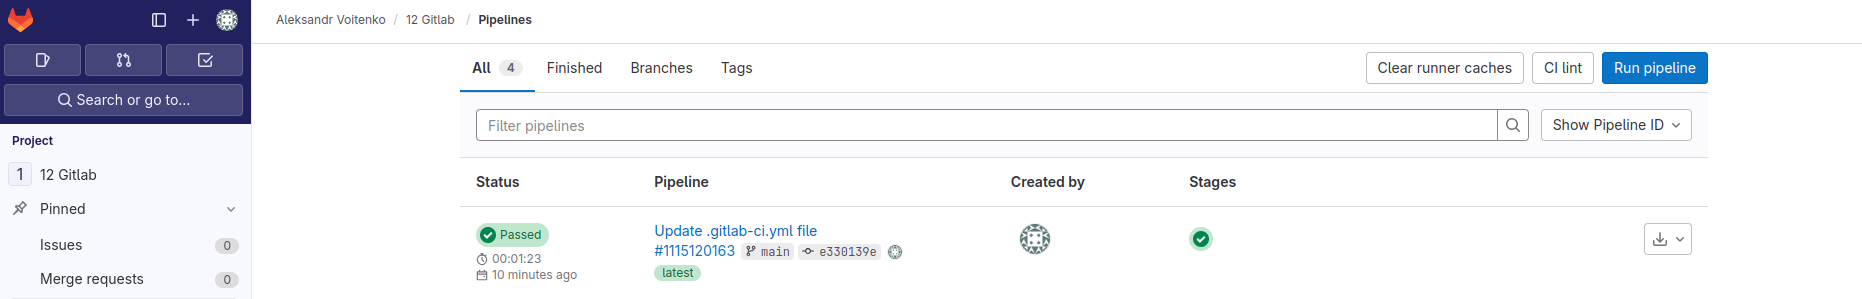 Aleksandr Voitenko / 12 Gitlab / Pipelines
Search or go to...
Project
1 12 Gitlab
Pinned
Issues 0
Merge requests 0
All 4 Finished Branches Tags
Clear runner caches CI lint Run pipeline
Filter pipelines
Show Pipeline ID
Status Pipeline Created by Stages
Passed
00:01:23
10 minutes ago
Update .gitlab-ci.yml file
#1115120163 main e330139e
latest